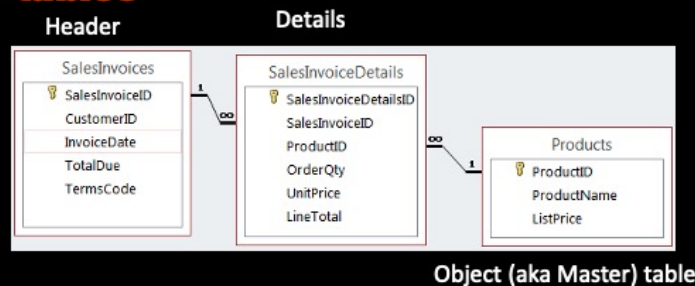 Header
Details
SalesInvoices
SalesInvoiceID
CustomerID
InvoiceDate
TotalDue
TermsCode
1
∞
SalesInvoiceDetails
SalesInvoiceDetailsID
SalesInvoiceID
ProductID
OrderQty
UnitPrice
LineTotal
∞
1
Products
ProductID
ProductName
ListPrice
Object (aka Master) table